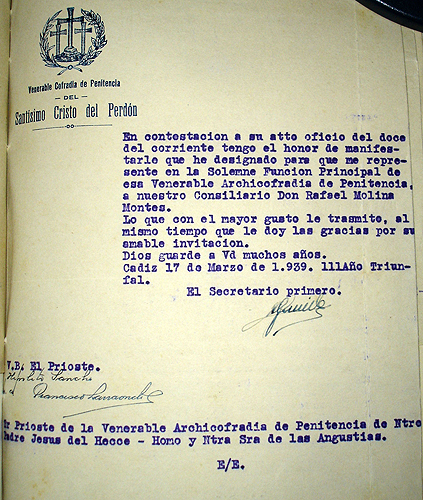 Venerable Cofradia de Penitencia
- DEL -
Santísimo Cristo del Perdón
En contestacion a su atto oficio del doce
del corriente tengo el honor de manifes-
tarle que he designado para que me repre-
sente en la Solemne Funcion Principal de
esa Venerable Archicofradia de Penitencia,
a nuestro Consiliario Don Rafael Molina
Montes.
Lo que con el mayor gusto le trasmito, al
mismo tiempo que le doy las gracias por su
amable invitacion.
Dios guarde a Vd muchos años.
Cadiz 17 de Marzo de 1.939. lllAño Triun-
fal.
El Secretario primero.
V.B. El Prioste.
Hipolito Sancho
Francisco
Sr Prioste de la Venerable Archicofradia de Penitencia de Ntro
Padre Jesus del Hecce - Homo y Ntra Sra de las Angustias.
E/E.